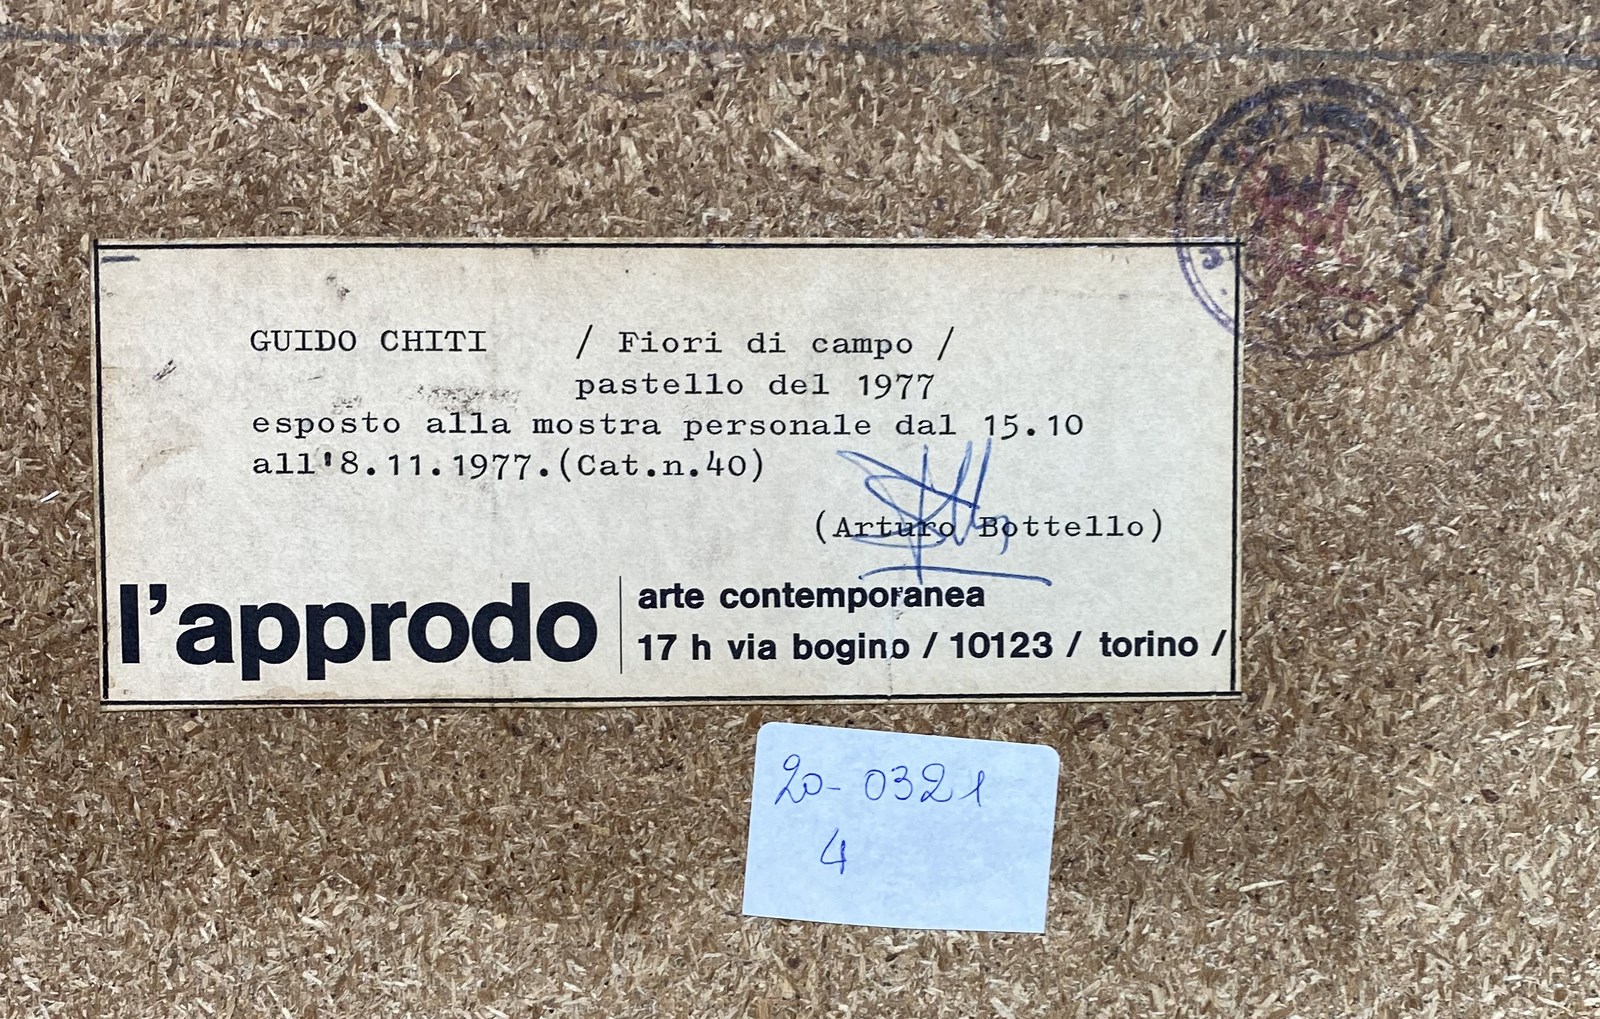 GUIDO CHITI / Fiori di campo /
pastello del 1977
esposto alla mostra personale dal 15.10
all'8.11.1977.(Cat.n.40)
(Arturo Bottello)
l'approdo
arte contemporanea
17 h via bogino / 10123 / torino /
20-0321
4